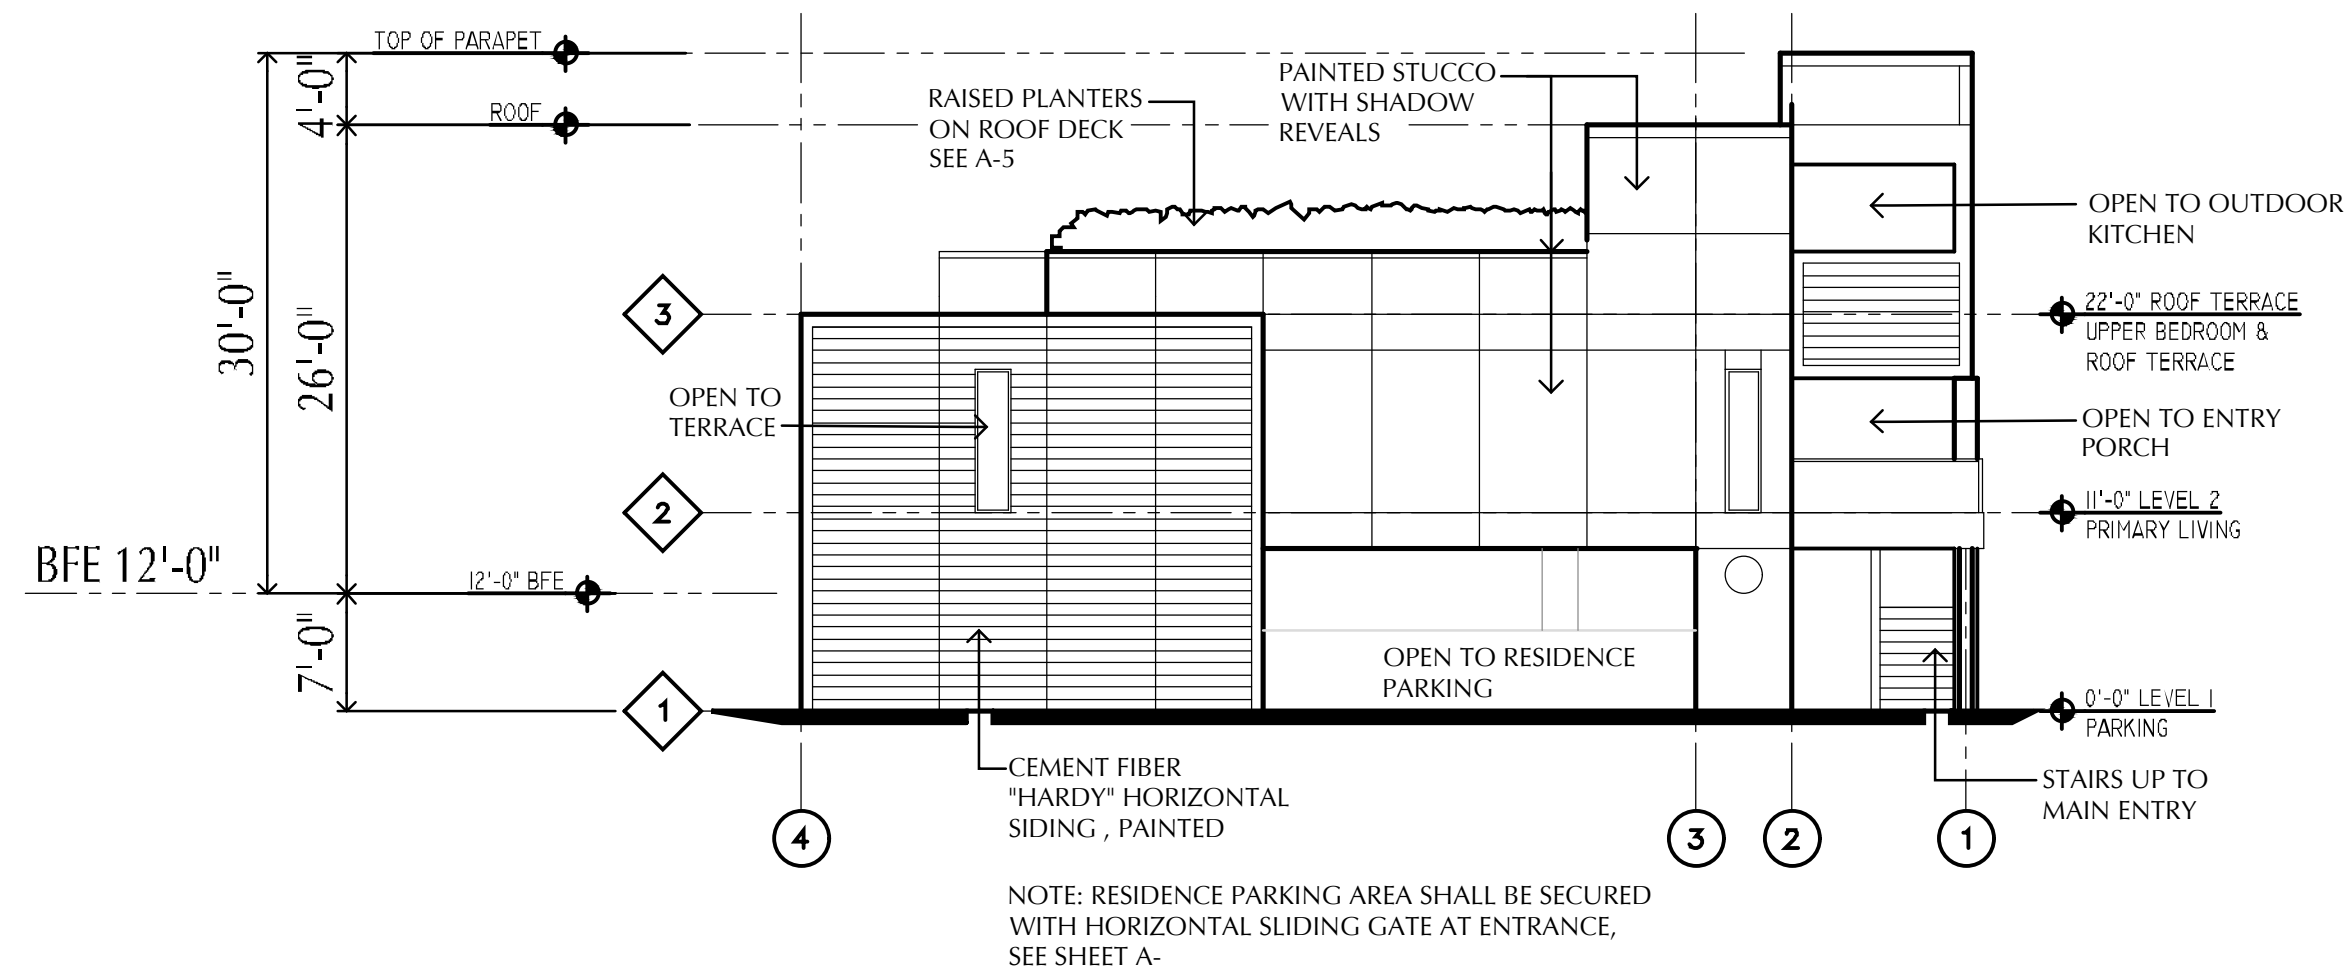 TOP OF PARAPET
ROOF
4'-0"
30'-0"
26'-0"
7'-0"
BFE 12'-0"
12'-0" BFE
RAISED PLANTERS
ON ROOF DECK
SEE A-5
PAINTED STUCCO
WITH SHADOW
REVEALS
OPEN TO OUTDOOR
KITCHEN
3
22'-0" ROOF TERRACE
UPPER BEDROOM &
ROOF TERRACE
OPEN TO
TERRACE
OPEN TO ENTRY
PORCH
2
11'-0" LEVEL 2
PRIMARY LIVING
OPEN TO RESIDENCE
PARKING
1
0'-0" LEVEL 1
PARKING
CEMENT FIBER
"HARDY" HORIZONTAL
SIDING , PAINTED
STAIRS UP TO
MAIN ENTRY
4
3
2
1
NOTE: RESIDENCE PARKING AREA SHALL BE SECURED
WITH HORIZONTAL SLIDING GATE AT ENTRANCE,
SEE SHEET A-